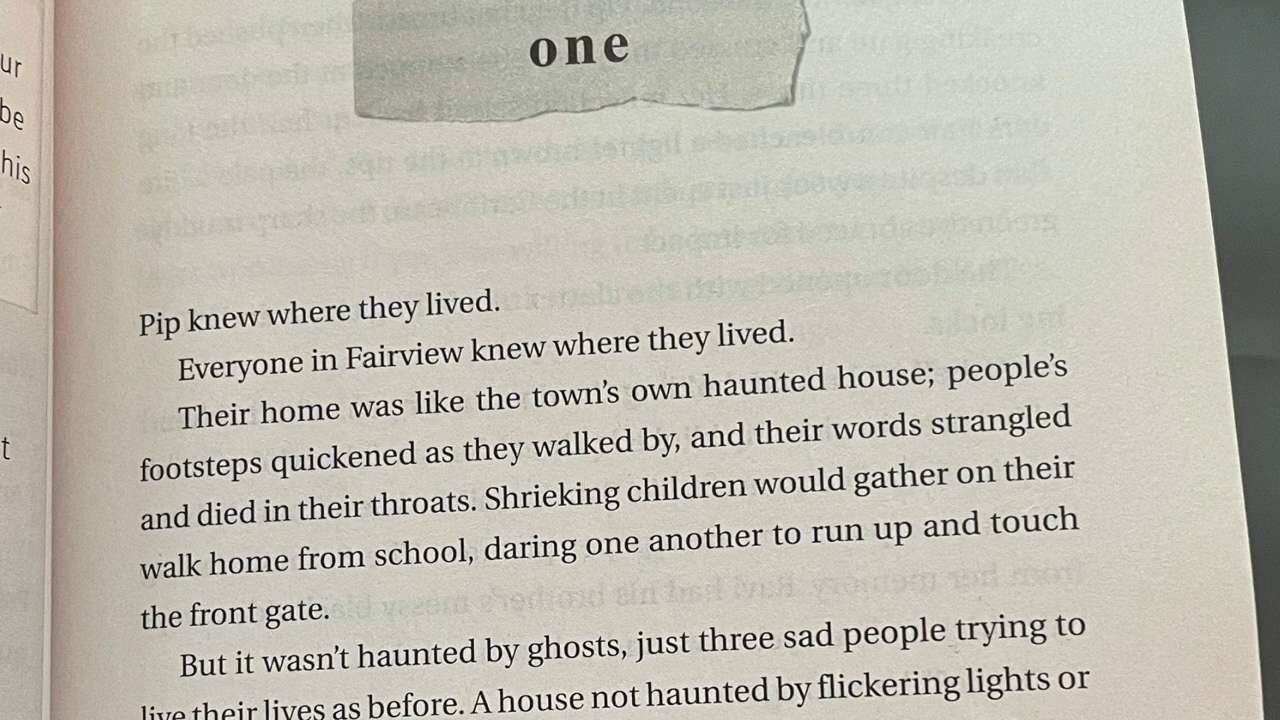 one
ur
be
his
t
Pip knew where they lived.
Everyone in Fairview knew where they lived.
Their home was like the town’s own haunted house; people’s
footsteps quickened as they walked by, and their words strangled
and died in their throats. Shrieking children would gather on their
walk home from school, daring one another to run up and touch
the front gate.
But it wasn’t haunted by ghosts, just three sad people trying to
live their lives as before. A house not haunted by flickering lights or